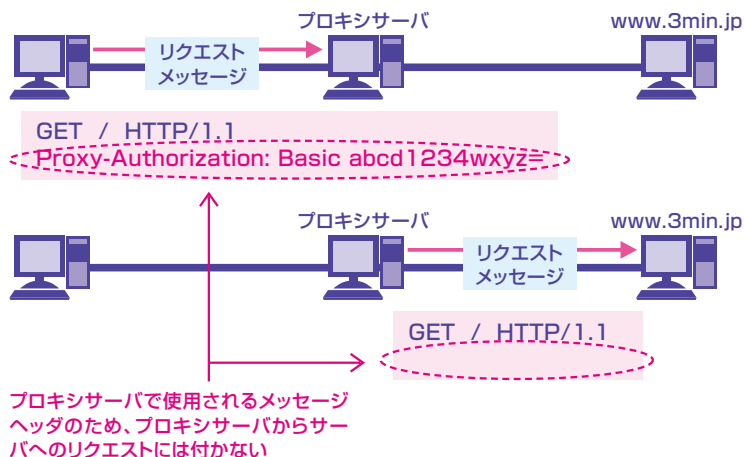 プロキシサーバ
www.3min.jp
リクエスト
メッセージ
GET / HTTP/1.1
Proxy-Authorization: Basic abcd1234wxyz=
プロキシサーバ
www.3min.jp
リクエスト
メッセージ
GET / HTTP/1.1
プロキシサーバで使用されるメッセージ
ヘッダのため、プロキシサーバからサー
バへのリクエストには付かない